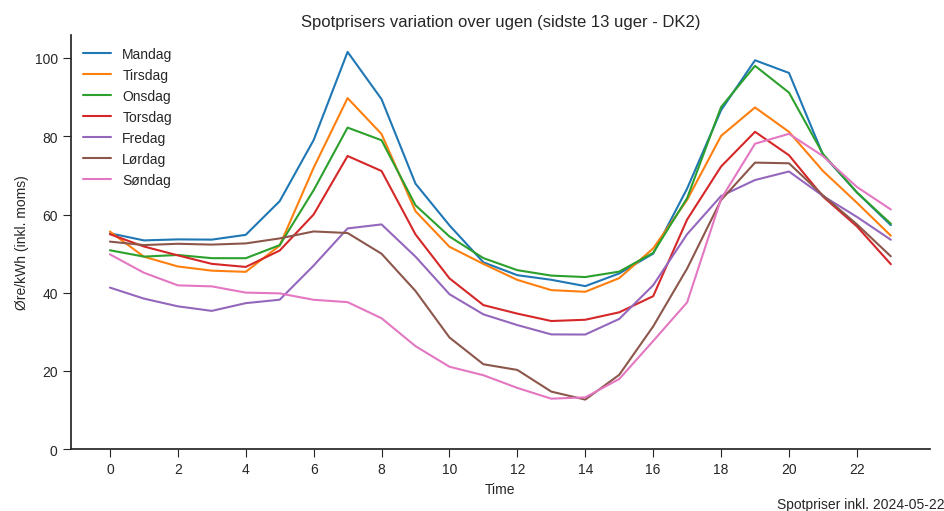 Spotprisers variation over ugen (sidste 13 uger - DK2)
Mandag
Tirsdag
Onsdag
Torsdag
Fredag
Lørdag
Søndag
Øre/kWh (inkl. moms)
100
80
60
40
20
0
0 2 4 6 8 10 12 14 16 18 20 22
Time
Spotpriser inkl. 2024-05-22